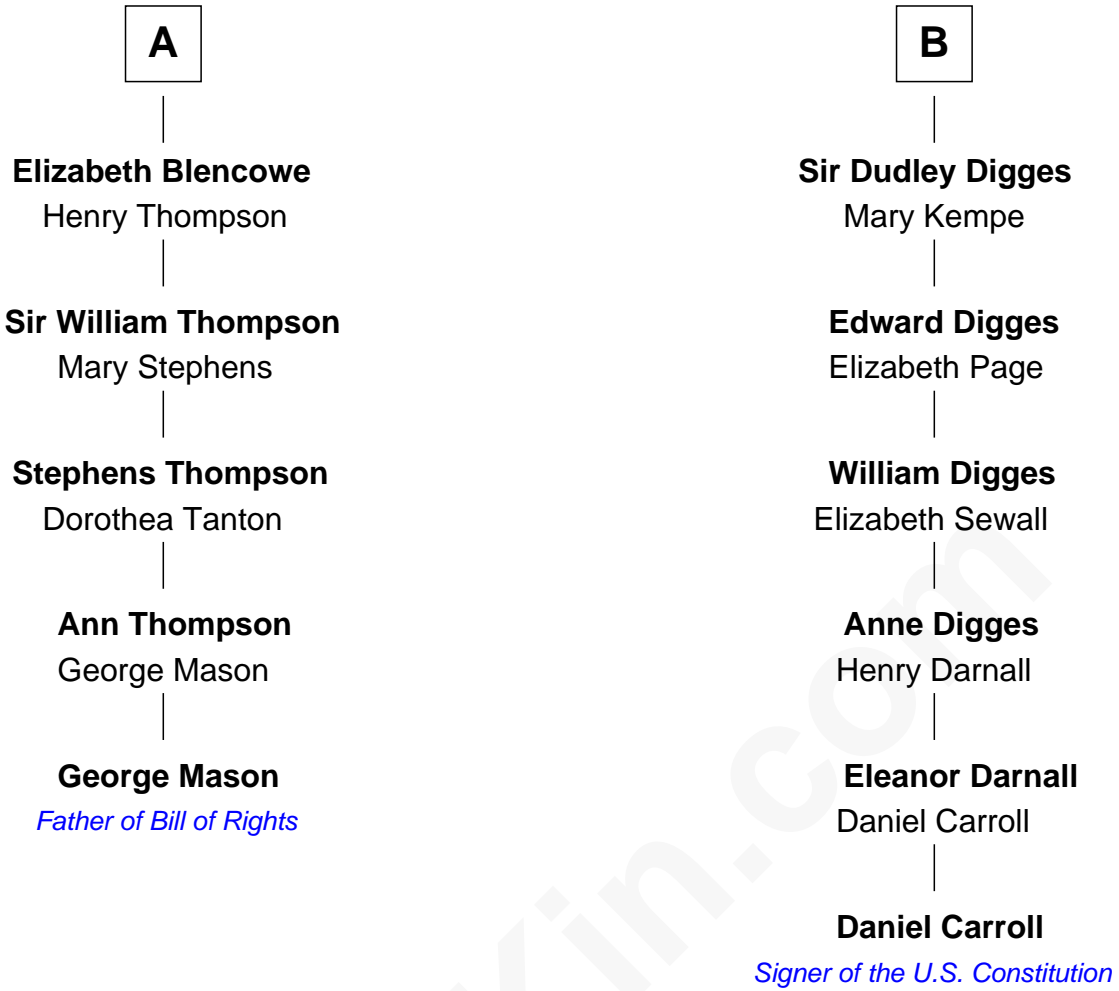 A
Elizabeth Blencowe
Henry Thompson
Sir William Thompson
Mary Stephens
Stephens Thompson
Dorothea Tanton
Ann Thompson
George Mason
George Mason
Father of Bill of Rights
B
Sir Dudley Digges
Mary Kempe
Edward Digges
Elizabeth Page
William Digges
Elizabeth Sewall
Anne Digges
Henry Darnall
Eleanor Darnall
Daniel Carroll
Daniel Carroll
Signer of the U.S. Constitution
Kin.com